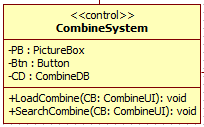 <<control>>
CombineSystem
-PB : PictureBox
-Btn : Button
-CD : CombineDB
+LoadCombine(CB: CombineUI): void
+SearchCombine(CB: CombineUI): void